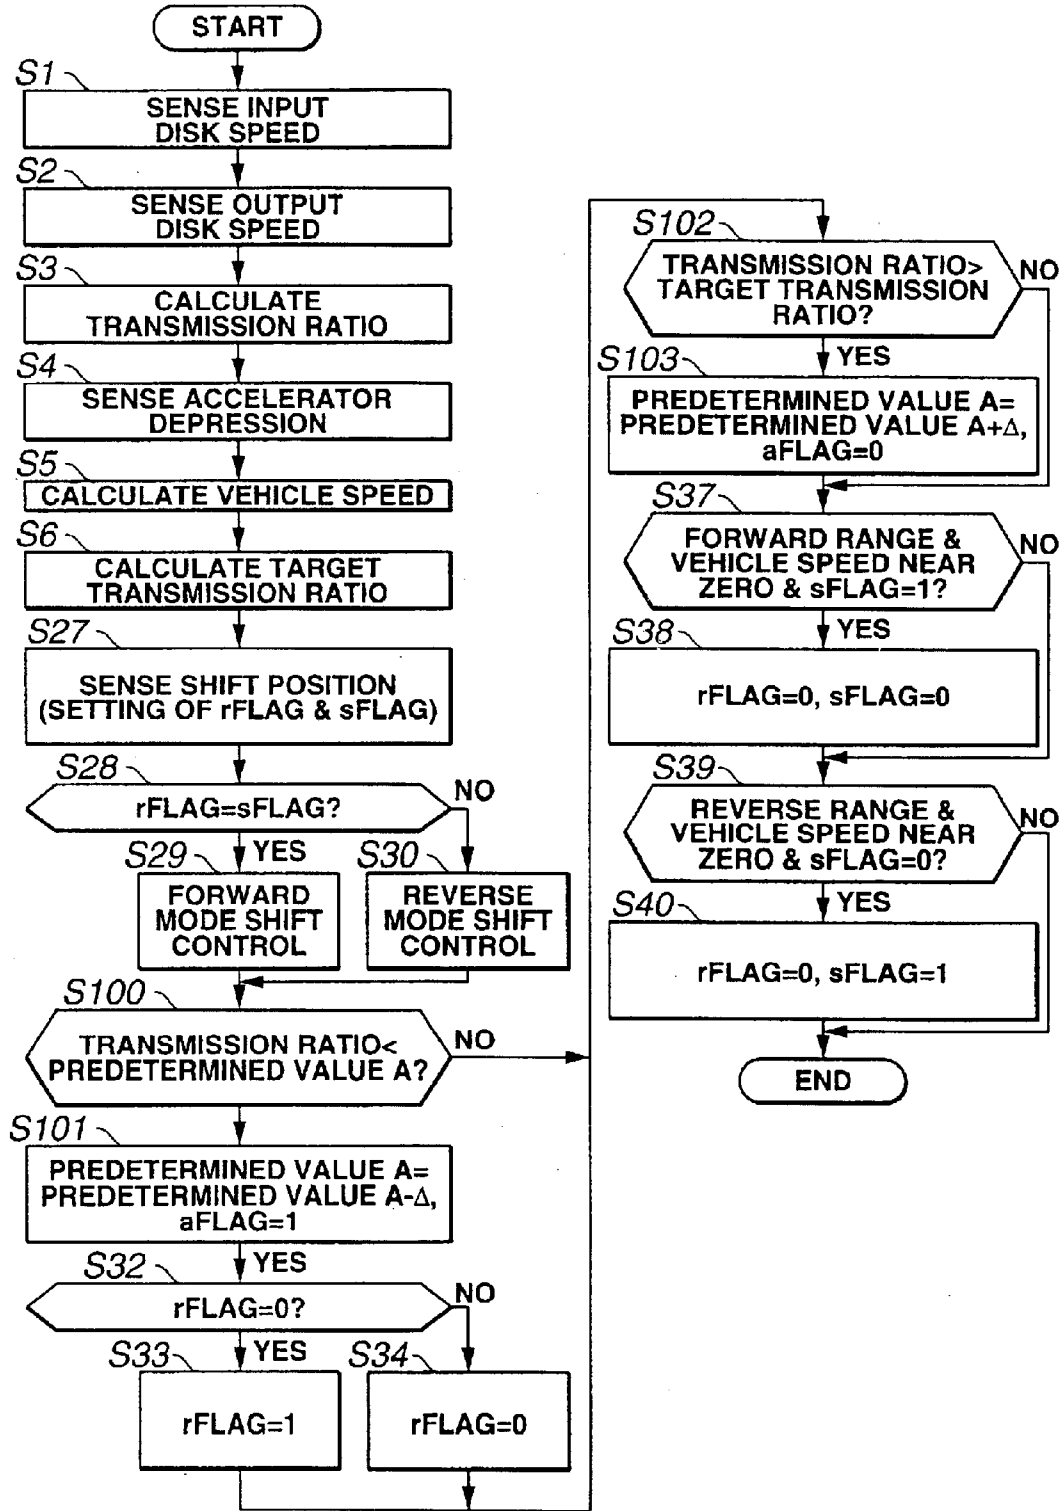 START
S1
SENSE INPUT
DISK SPEED
S2
SENSE OUTPUT
DISK SPEED
S3
CALCULATE
TRANSMISSION RATIO
S4
SENSE ACCELERATOR
DEPRESSION
S5
CALCULATE VEHICLE SPEED
S6
CALCULATE TARGET
TRANSMISSION RATIO
S27
SENSE SHIFT POSITION
(SETTING OF rFLAG & sFLAG)
S28
rFLAG=sFLAG?
NO
YES
S29
FORWARD
MODE SHIFT
CONTROL
S30
REVERSE
MODE SHIFT
CONTROL
S100
TRANSMISSION RATIO<
PREDETERMINED VALUE A?
NO
S101
PREDETERMINED VALUE A=
PREDETERMINED VALUE A-Δ,
aFLAG=1
YES
S32
rFLAG=0?
NO
YES
S33
rFLAG=1
S34
rFLAG=0
S102
TRANSMISSION RATIO>
TARGET TRANSMISSION
RATIO?
NO
YES
S103
PREDETERMINED VALUE A=
PREDETERMINED VALUE A+Δ,
aFLAG=0
S37
FORWARD RANGE &
VEHICLE SPEED NEAR
ZERO & sFLAG=1?
NO
YES
S38
rFLAG=0, sFLAG=0
S39
REVERSE RANGE &
VEHICLE SPEED NEAR
ZERO & sFLAG=0?
NO
YES
S40
rFLAG=0, sFLAG=1
END